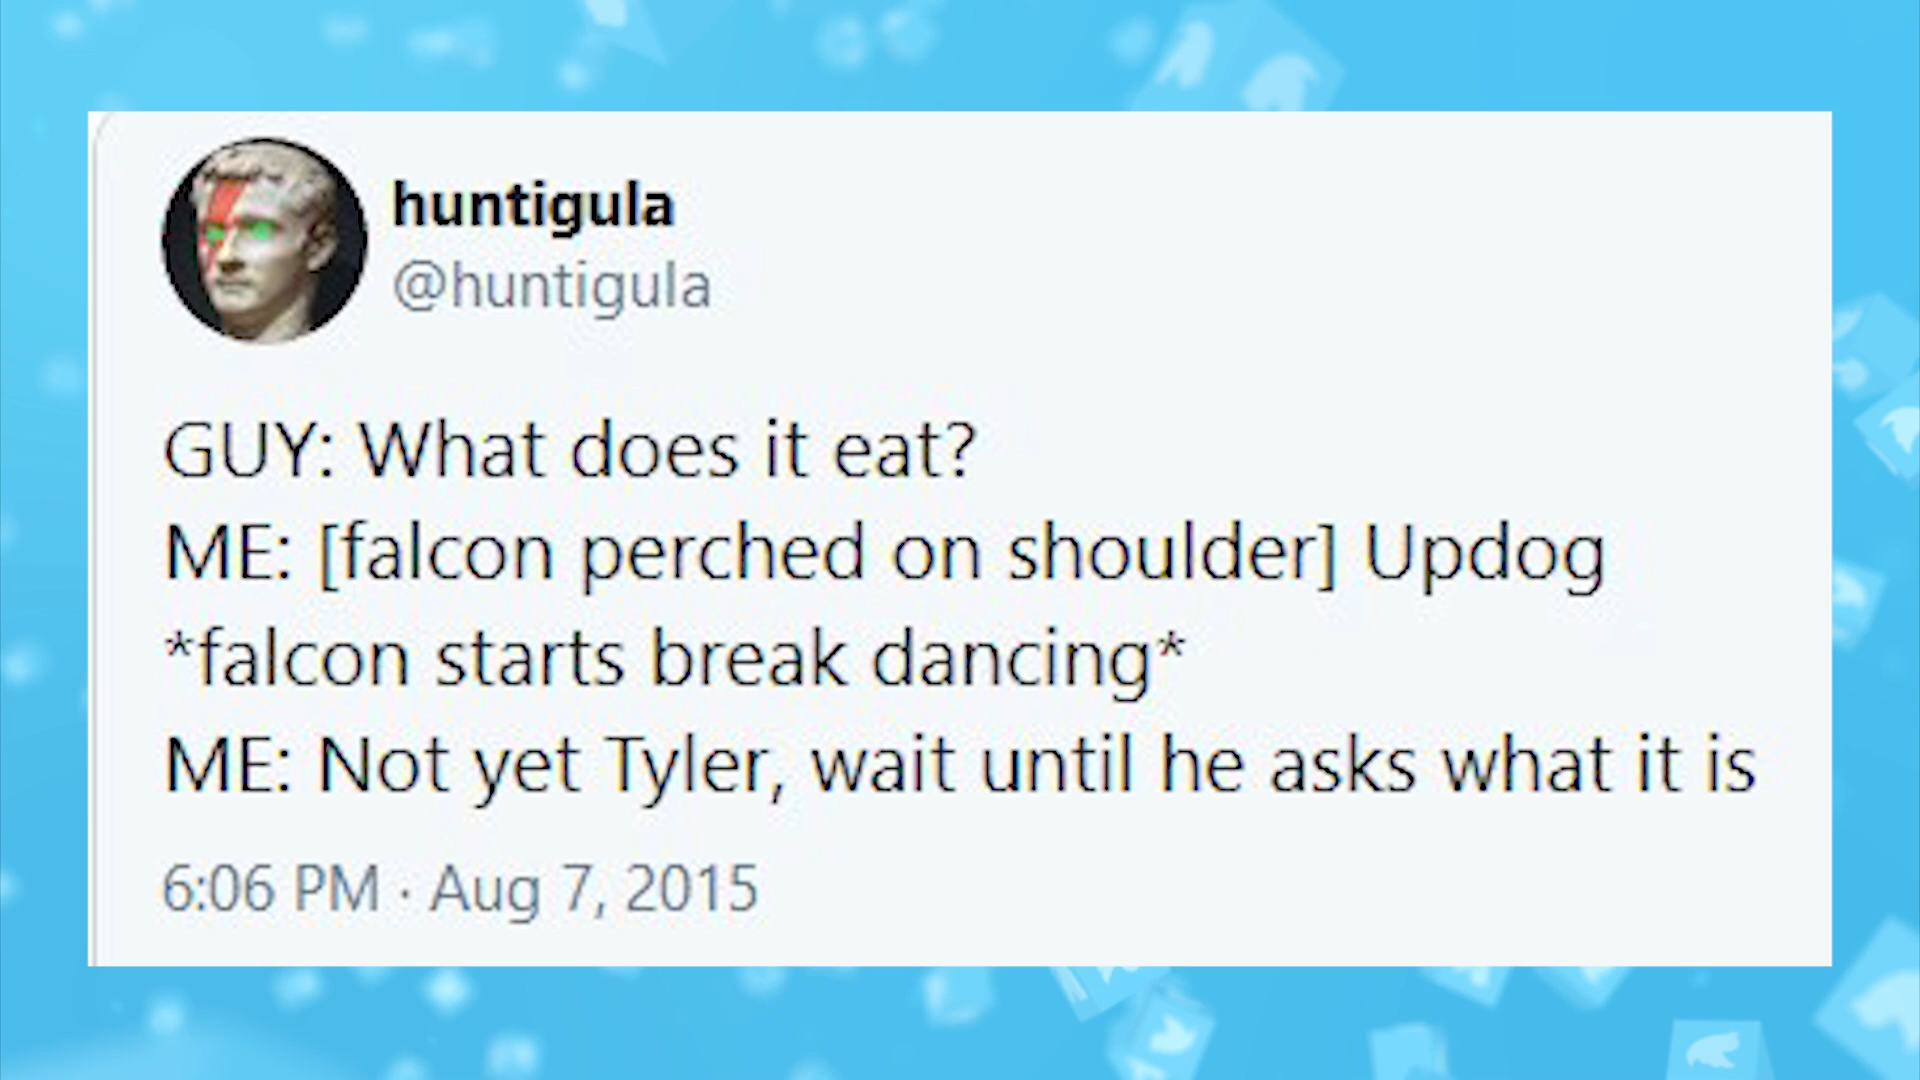 huntigula
@huntigula
GUY: What does it eat?
ME: [falcon perched on shoulder] Updog
*falcon starts break dancing*
ME: Not yet Tyler, wait until he asks what it is
6:06 PM · Aug 7, 2015